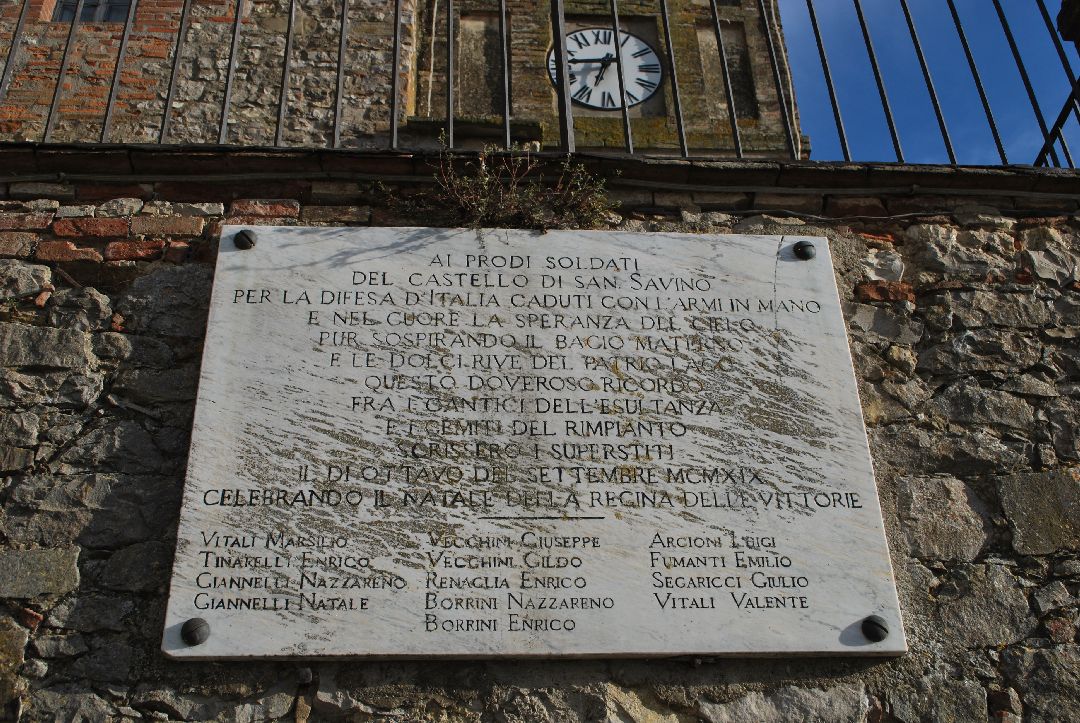 AI PRODI SOLDATI
DEL CASTELLO DI SAN SAVINO
PER LA DIFESA D'ITALIA CADUTI CON L'ARMI IN MANO
E NEL CUORE LA SPERANZA DEL CIELO
PUR SOSPIRANDO IL BACIO MATERNO
E LE DOLCI RIVE DEL PATRIO LAGO
QUESTO DOVEROSO RICORDO
FRA I CANTICI DELL'ESULTANZA
E I GEMITI DEL RIMPIANTO
SCRISSERO I SUPERSTITI
IL DI OTTAVO DEL SETTEMBRE MCMXIX
CELEBRANDO IL NATALE DELLA REGINA DELLE VITTORIE
VITALI MARSILIO
TINARELLI ENRICO
GIANNELLI NAZZARENO
GIANNELLI NATALE
VECCHINI GIUSEPPE
VECCHINI GILDO
RENAGLIA ENRICO
BORRINI NAZZARENO
BORRINI ENRICO
ARCIONI LUIGI
FUMANTI EMILIO
SEGARICCI GIULIO
VITALI VALENTE